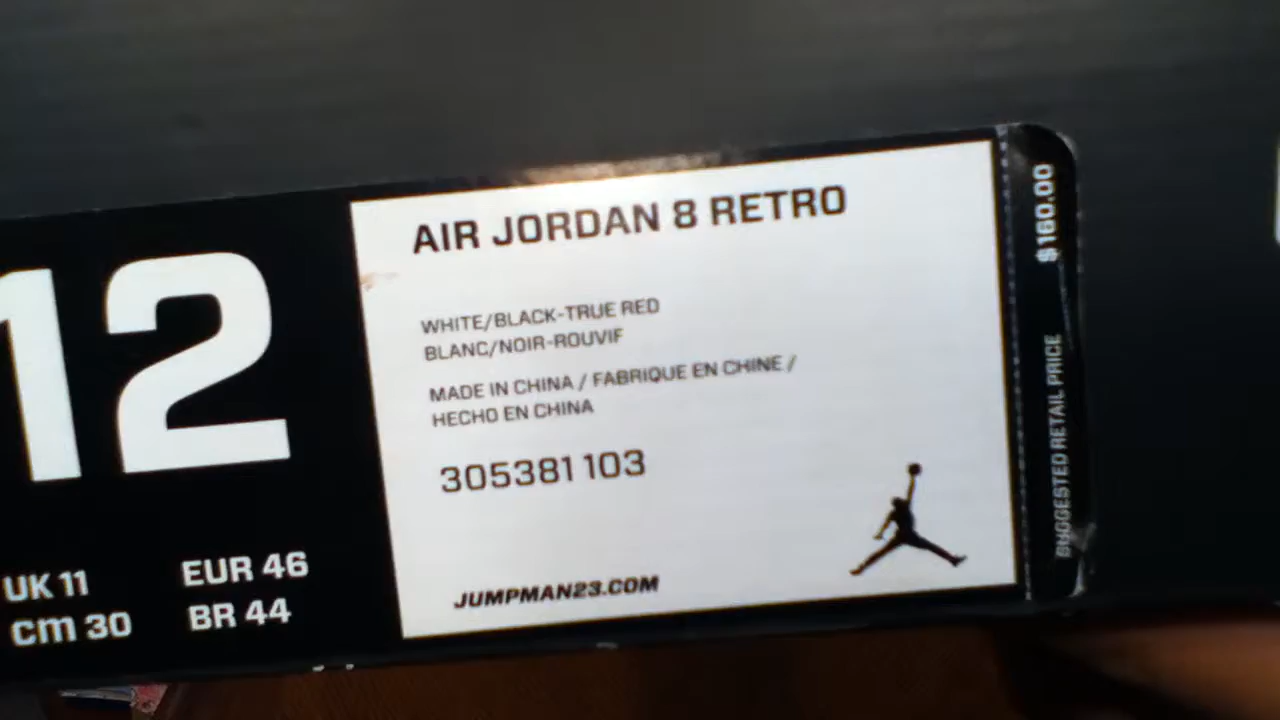 12
UK 11 EUR 46
cm 30 BR 44
AIR JORDAN 8 RETRO
WHITE/BLACK-TRUE RED
BLANC/NOIR-ROUVIF
MADE IN CHINA / FABRIQUE EN CHINE /
HECHO EN CHINA
305381 103
JUMPMAN23.COM
$160.00
SUGGESTED RETAIL PRICE